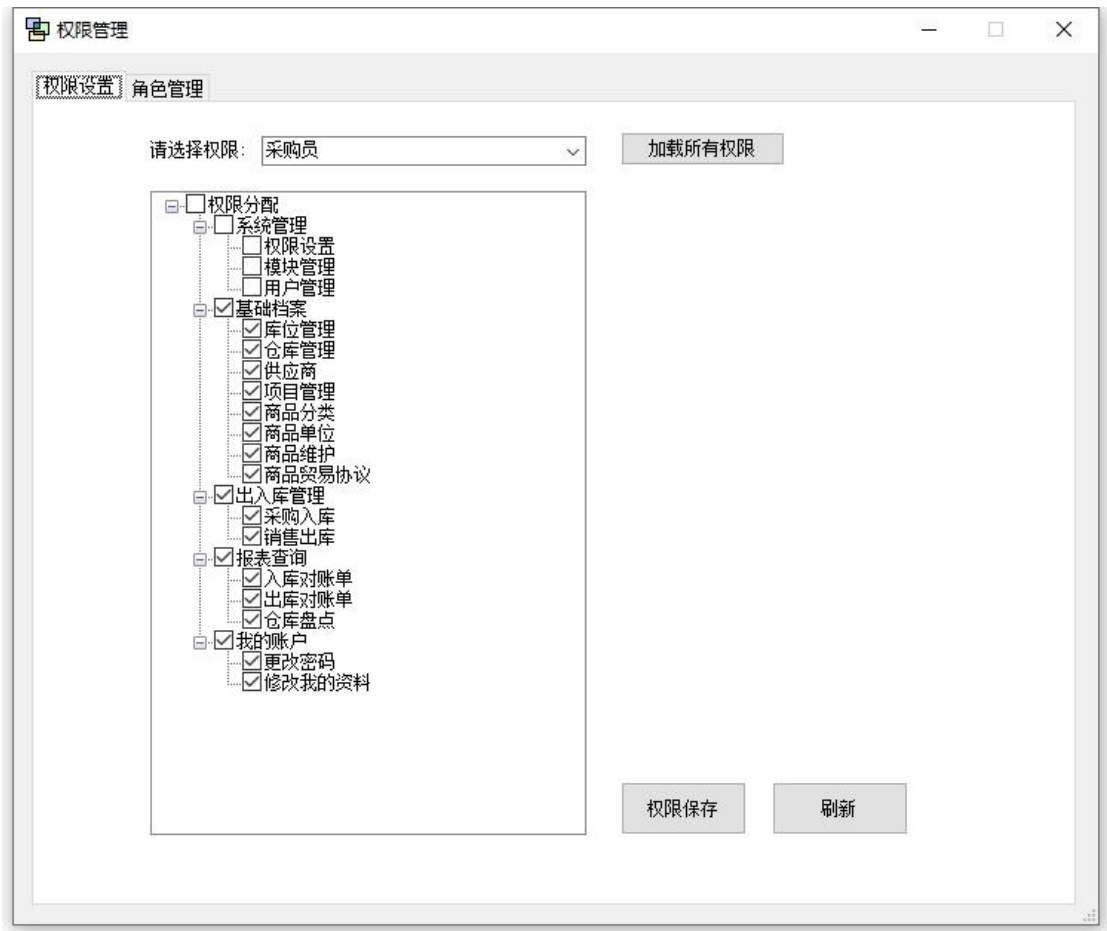 权限管理
权限设置 角色管理
请选择权限: 采购员 加载所有权限
权限分配
系统管理
权限设置
模块管理
用户管理
基础档案
库位管理
仓库管理
供应商
项目管理
商品分类
商品单位
商品维护
商品贸易协议
出入库管理
采购入库
销售出库
报表查询
入库对账单
出库对账单
仓库盘点
我的账户
更改密码
修改我的资料
权限保存 刷新